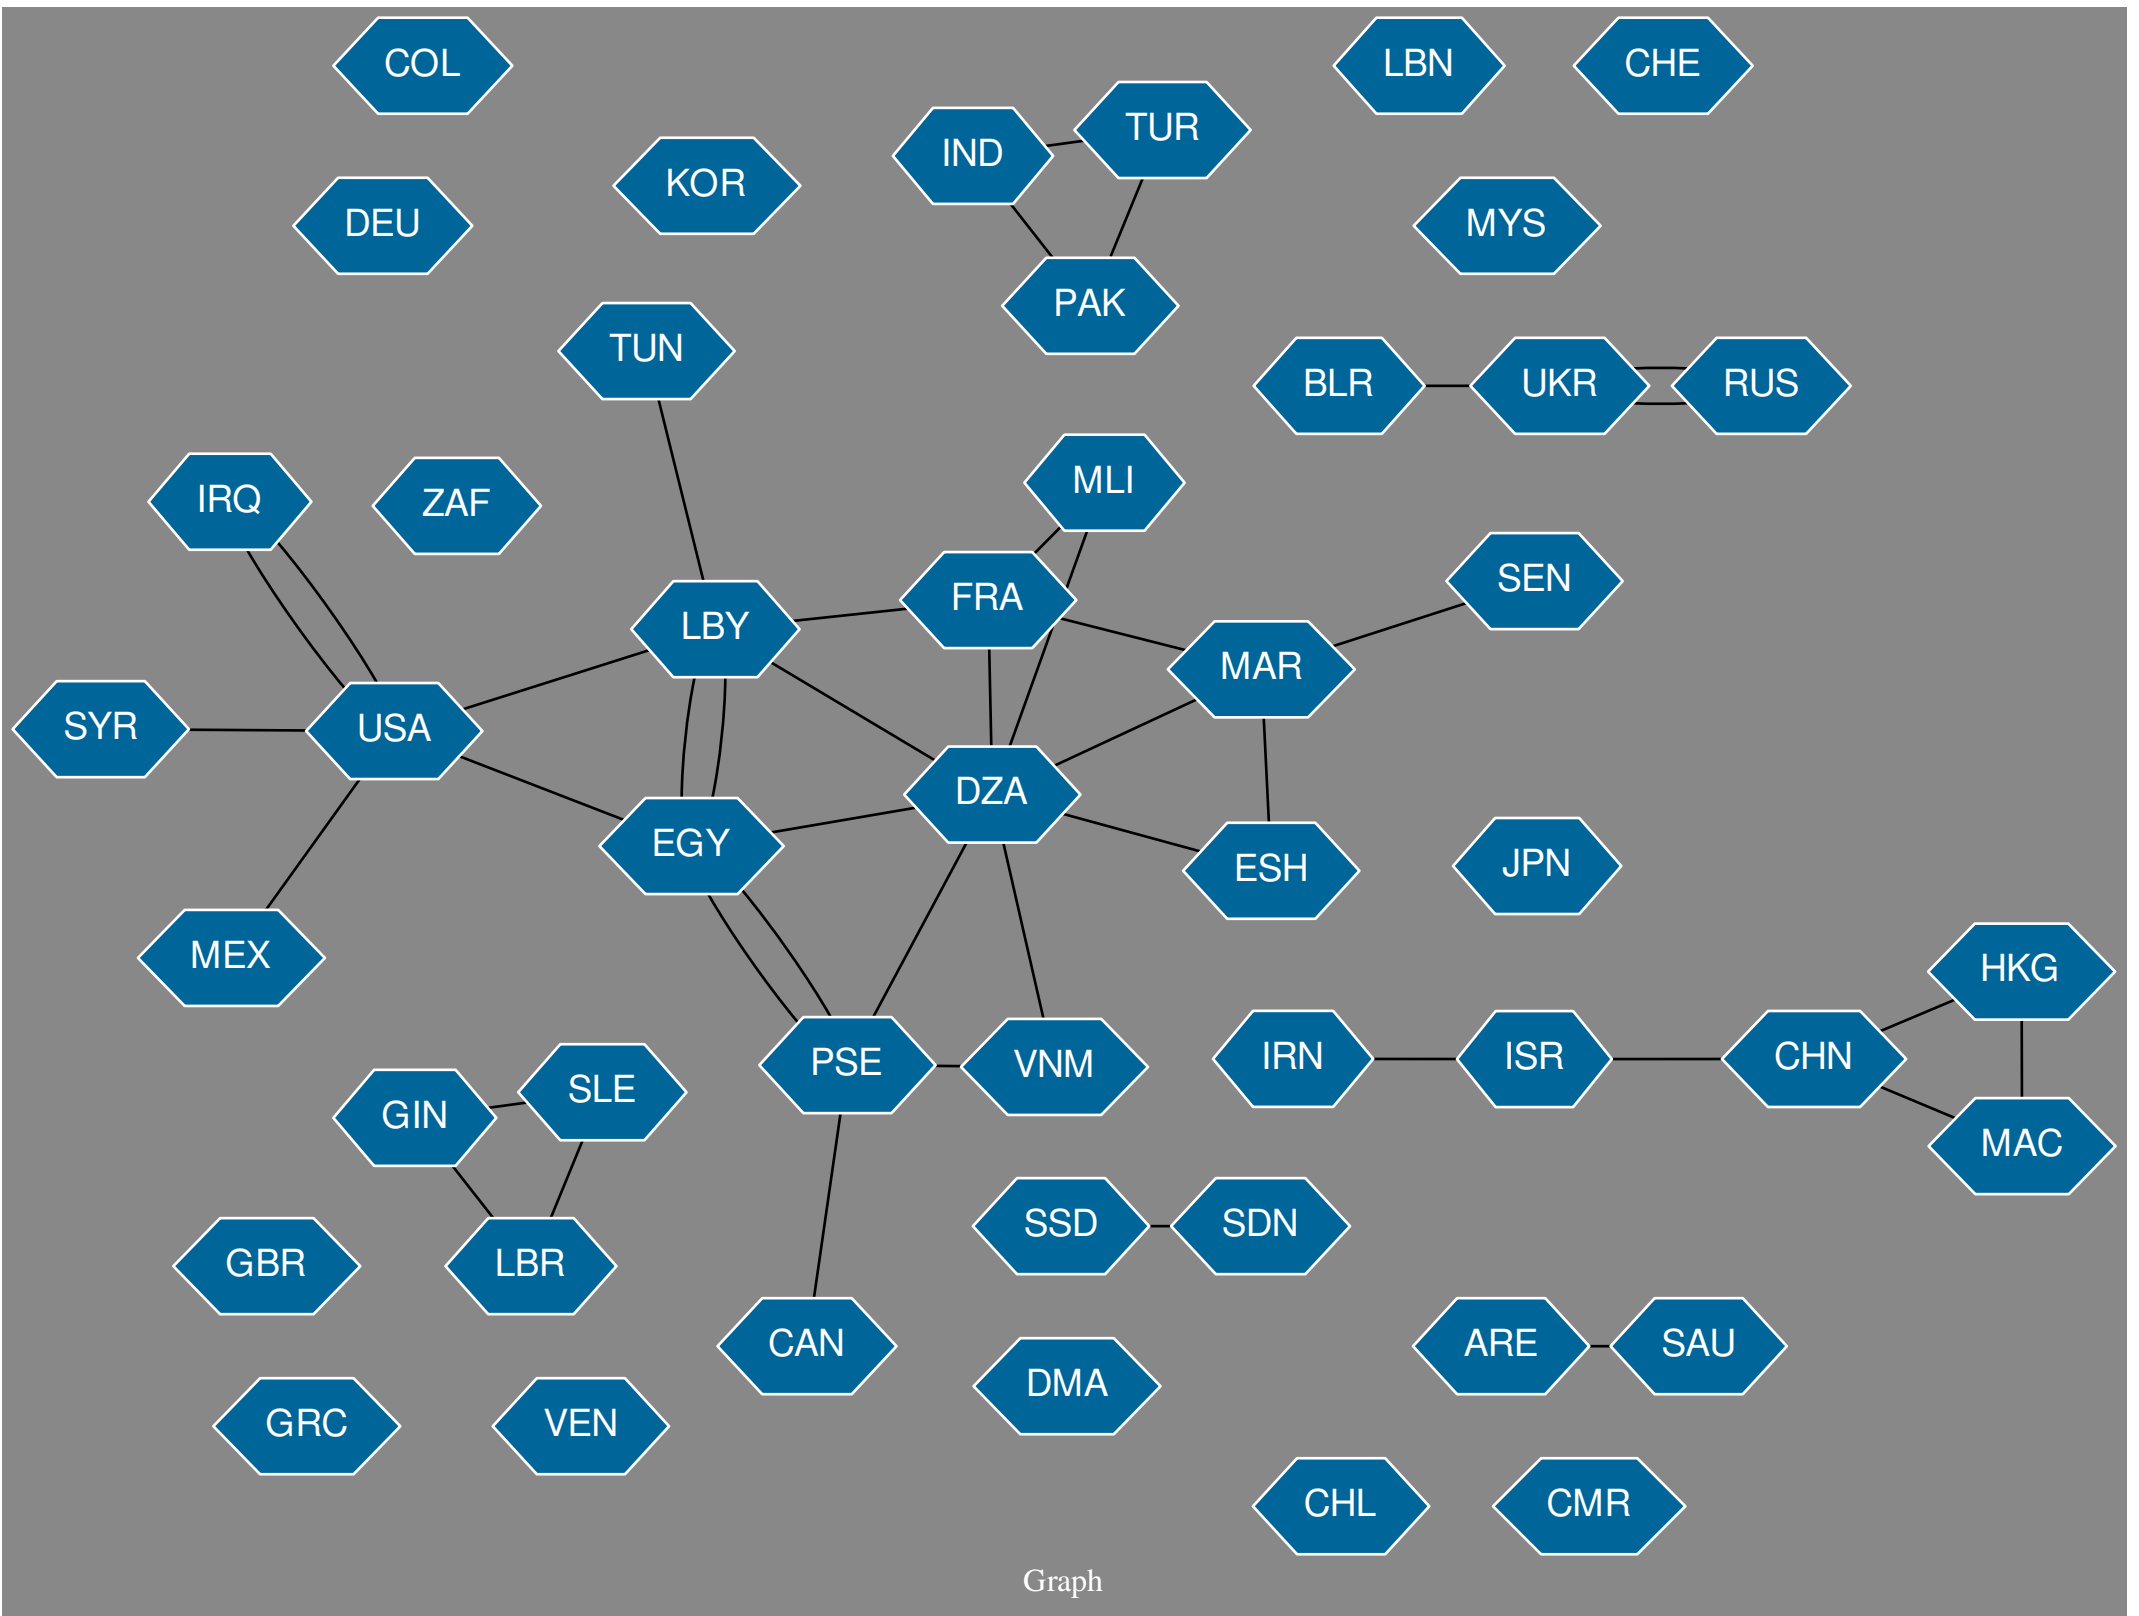 COL
LBN
CHE
TUR
IND
KOR
DEU
MYS
PAK
TUN
BLR
UKR
RUS
MLI
IRQ
ZAF
SEN
FRA
LBY
MAR
SYR
USA
DZA
EGY
ESH
JPN
MEX
HKG
PSE
VNM
IRN
ISR
CHN
SLE
GIN
MAC
SSD
SDN
GBR
LBR
CAN
ARE
SAU
DMA
GRC
VEN
CHL
CMR
Graph